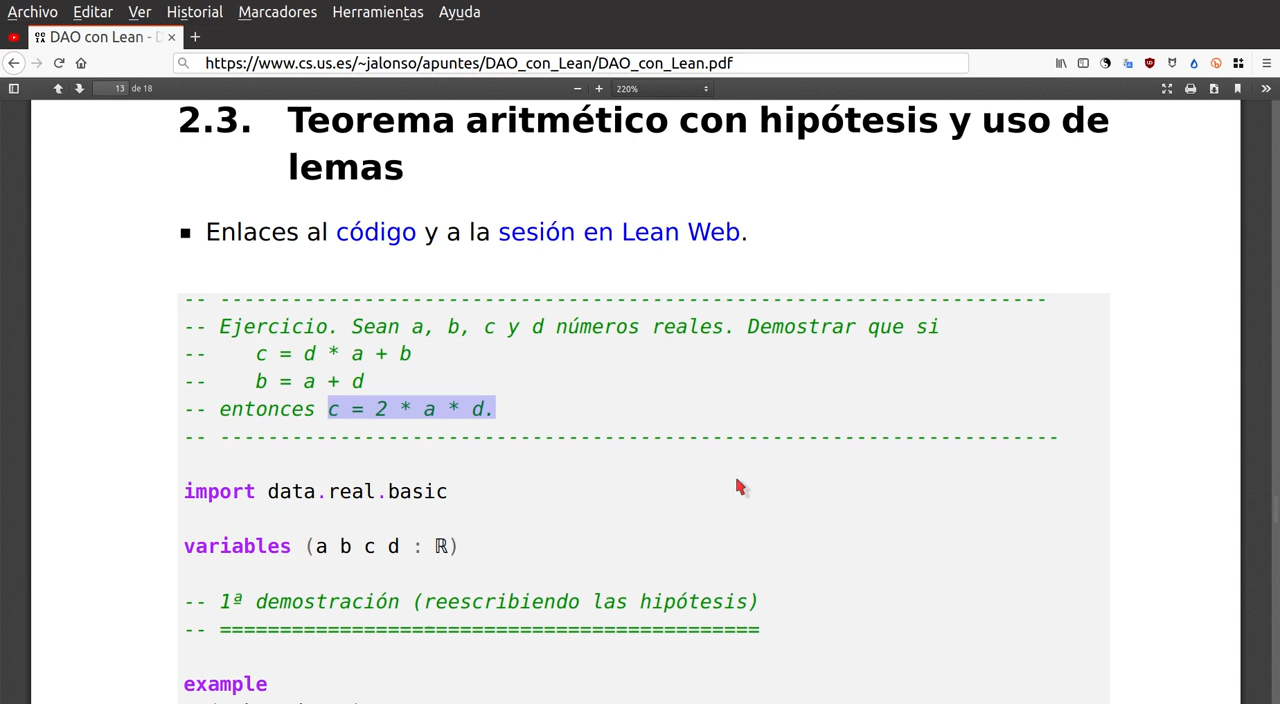 Archivo Editar Ver Historial Marcadores Herramientas Ayuda
DAO con Lean - D × +
https://www.cs.us.es/~jalonso/apuntes/DAO_con_Lean/DAO_con_Lean.pdf
13 de 18 − + 220%
2.3. Teorema aritmético con hipótesis y uso de
lemas
▪ Enlaces al código y a la sesión en Lean Web.
-- ---------------------------------------------------------------------
-- Ejercicio. Sean a, b, c y d números reales. Demostrar que si
-- c = d * a + b
-- b = a + d
-- entonces c = 2 * a * d.
-- ----------------------------------------------------------------------
import data.real.basic
variables (a b c d : ℝ)
-- 1ª demostración (reescribiendo las hipótesis)
-- =============================================
example